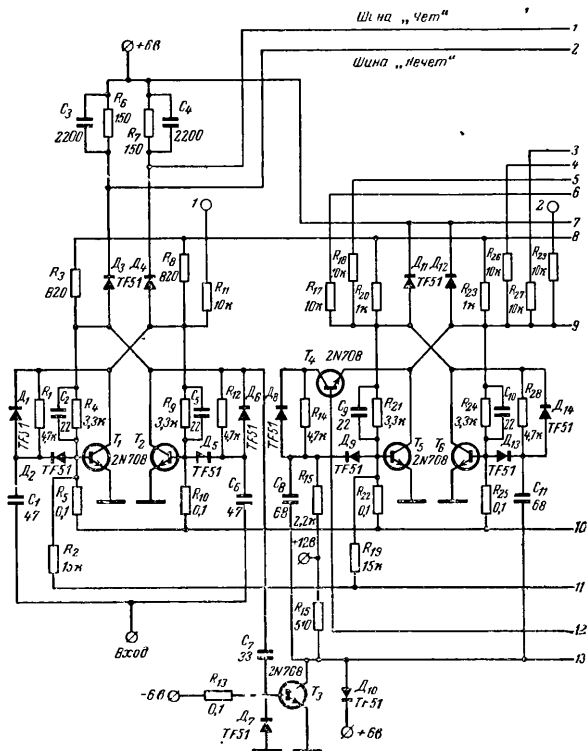 Шина „Чет"
1
2
Шина „Нечет"
+6в
C3
2200
R6
150
R7
150
C4
2200
3
4
5
6
1
2
7
8
R3
820
Д3
TF51
Д4
R8
820
R11
10к
R17
10к
R18
10к
R20
1к
Д11
TF51
Д12
R23
1к
R26
10к
R27
10к
R29
10к
9
T4
2N708
Д1
TF51
R1
47к
C2
22
R4
3,3к
T1
2N708
T2
R9
3,3к
C5
22
R12
47к
Д6
TF51
Д8
TF51
R14
47к
C9
22
R21
3,3к
T5
2N708
T6
R24
3,3к
C10
22
R28
4,7к
Д14
TF51
Д2
TF51
Д5
TF51
Д9
TF51
Д13
TF51
C1
47
R5
0,1
R10
0,1
C6
47
C8
68
R15
2,2к
R22
0,1
R25
0,1
C11
68
10
R2
15к
+12в
R19
15к
11
R15
510
12
Вход
C7
33
13
2N708
-6в
R13
0,1
T3
Д7
TF51
Д10
TF51
+6в